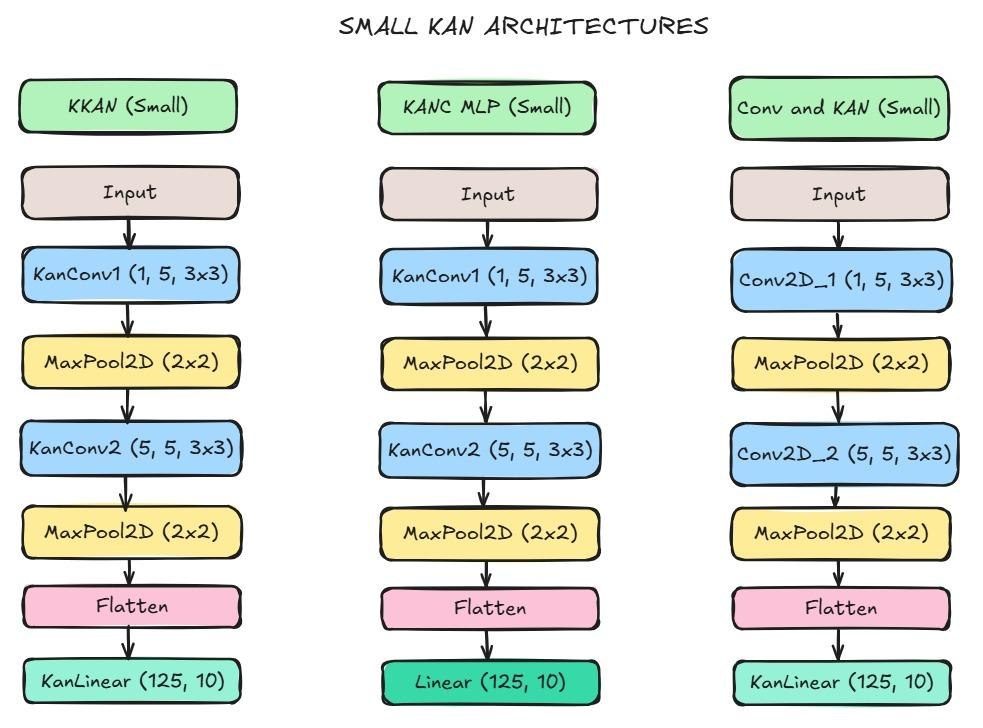 SMALL KAN ARCHITECTURES
KKAN (Small)
Input
KanConv1 (1, 5, 3x3)
MaxPool2D (2x2)
KanConv2 (5, 5, 3x3)
MaxPool2D (2x2)
Flatten
KanLinear (125, 10)
KANC MLP (Small)
Input
KanConv1 (1, 5, 3x3)
MaxPool2D (2x2)
KanConv2 (5, 5, 3x3)
MaxPool2D (2x2)
Flatten
Linear (125, 10)
Conv and KAN (Small)
Input
Conv2D_1 (1, 5, 3x3)
MaxPool2D (2x2)
Conv2D_2 (5, 5, 3x3)
MaxPool2D (2x2)
Flatten
KanLinear (125, 10)